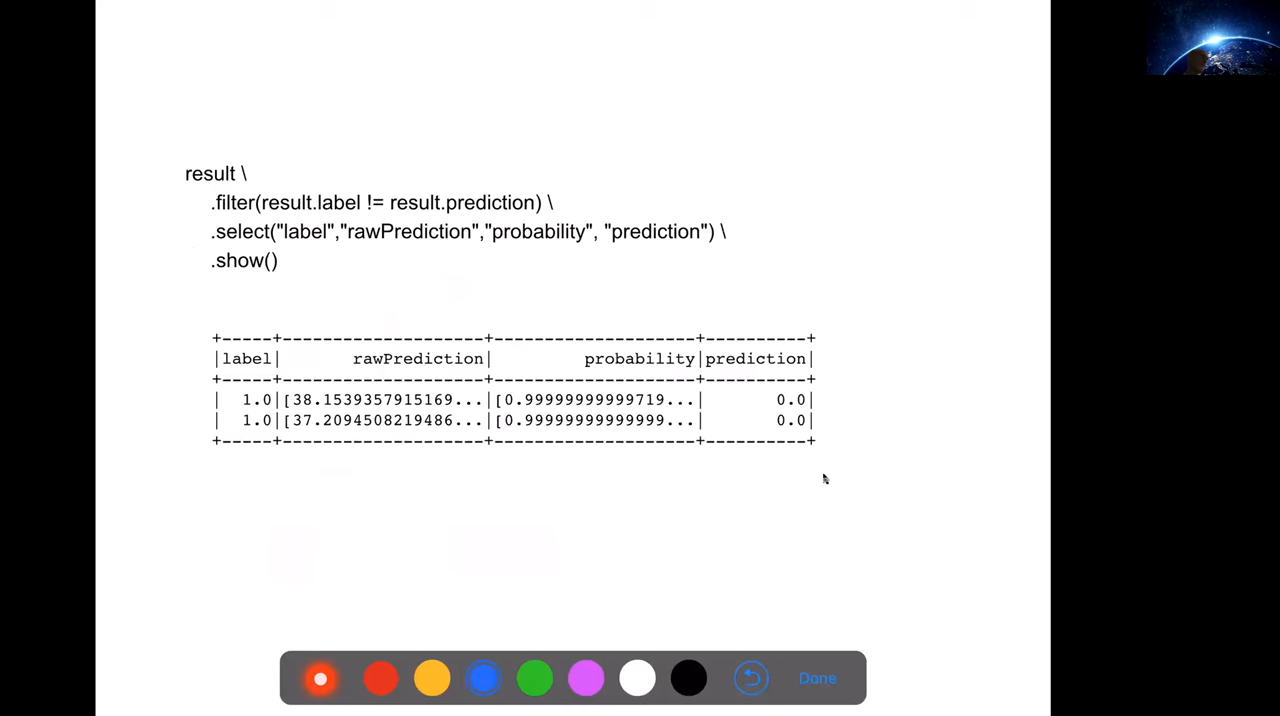 result \
.filter(result.label != result.prediction) \
.select("label","rawPrediction","probability", "prediction") \
.show()
+-----+--------------------+--------------------+----------+
|label|       rawPrediction|         probability|prediction|
+-----+--------------------+--------------------+----------+
|  1.0|[38.1539357915169...|[0.99999999999719...|       0.0|
|  1.0|[37.2094508219486...|[0.99999999999999...|       0.0|
+-----+--------------------+--------------------+----------+
Done